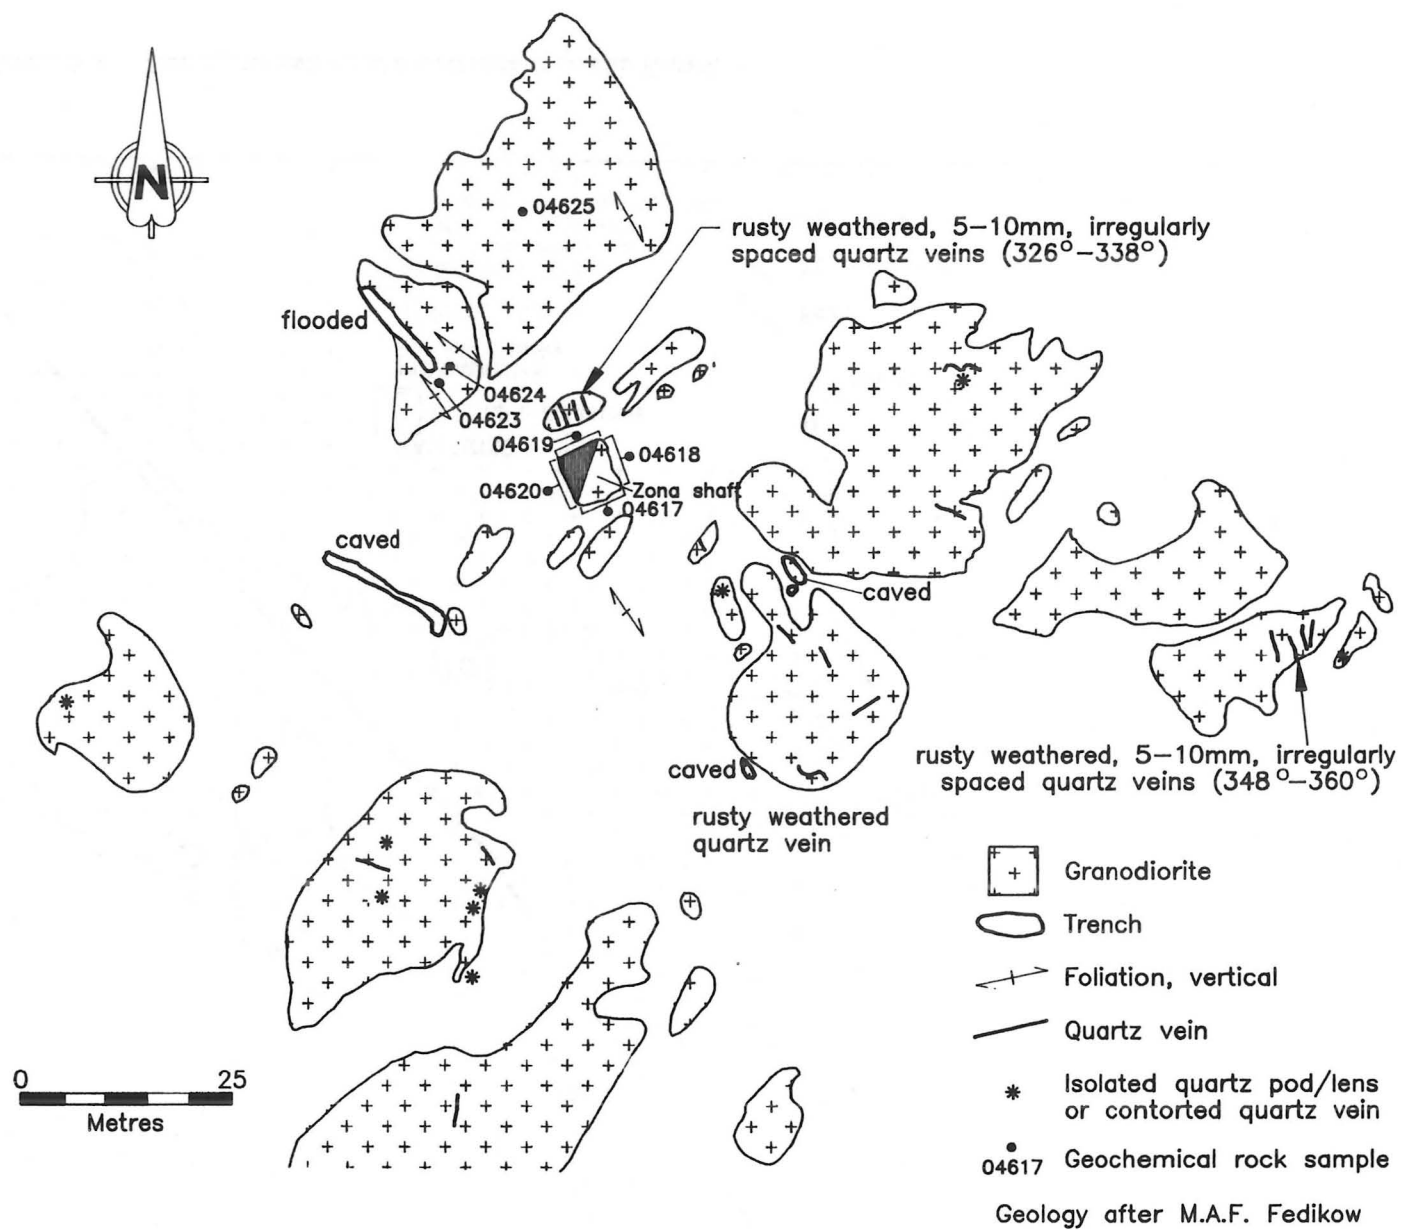 N
04625
rusty weathered, 5–10mm, irregularly
spaced quartz veins (326°–338°)
flooded
04624
04623
04619
04618
04620
Zona shaft
04617
caved
caved
rusty weathered, 5–10mm, irregularly
spaced quartz veins (348°–360°)
caved
rusty weathered
quartz vein
Granodiorite
Trench
Foliation, vertical
Quartz vein
0 25
Metres
Isolated quartz pod/lens
or contorted quartz vein
04617 Geochemical rock sample
Geology after M.A.F. Fedikow